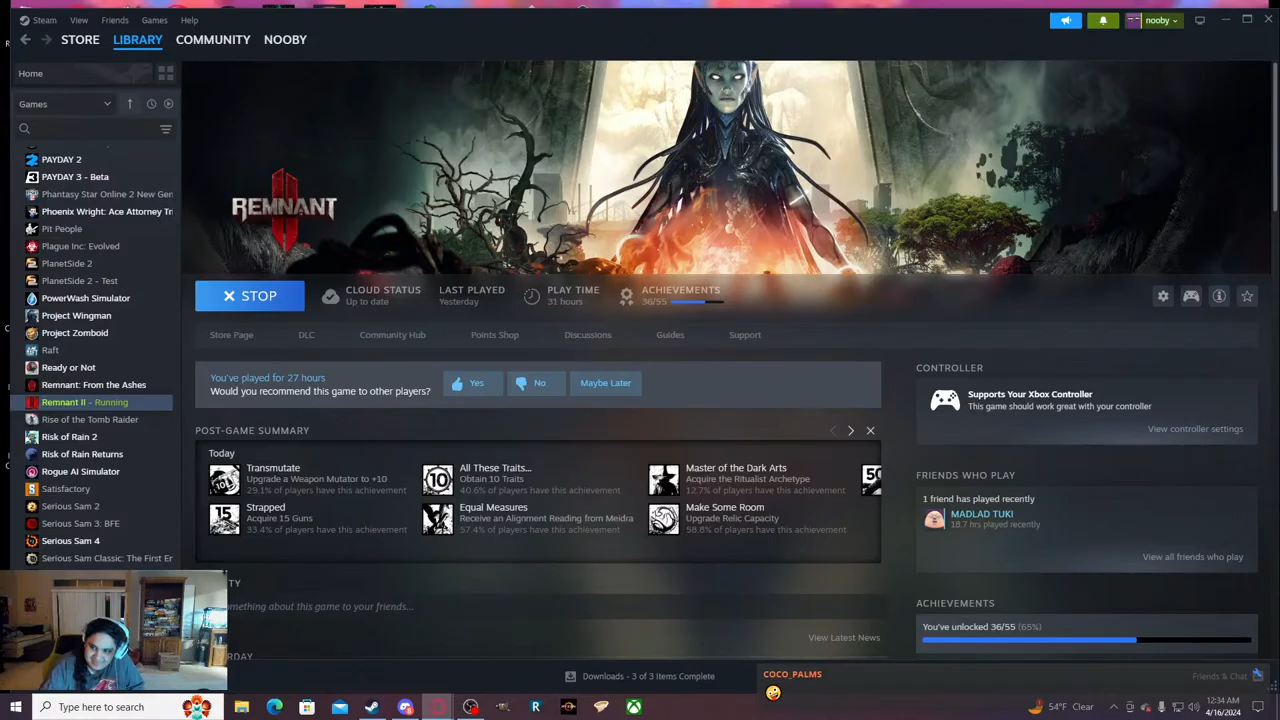 Steam View Friends Games Help
nooby
STORE LIBRARY COMMUNITY NOOBY
Home
Games
PAYDAY 2
PAYDAY 3 - Beta
Phantasy Star Online 2 New Gen
Phoenix Wright: Ace Attorney Tri
Pit People
Plague Inc: Evolved
PlanetSide 2
PlanetSide 2 - Test
PowerWash Simulator
Project Wingman
Project Zomboid
Raft
Ready or Not
Remnant: From the Ashes
Remnant II - Running
Rise of the Tomb Raider
Risk of Rain 2
Risk of Rain Returns
Rogue AI Simulator
Satisfactory
Serious Sam 2
Serious Sam 3: BFE
Serious Sam 4
Serious Sam Classic: The First En
REMNANT
II
STOP
CLOUD STATUS
Up to date
LAST PLAYED
Yesterday
PLAY TIME
31 hours
ACHIEVEMENTS
36/55
Store Page DLC Community Hub Points Shop Discussions Guides Support
You've played for 27 hours
Would you recommend this game to other players?
Yes No Maybe Later
POST-GAME SUMMARY
Today
Transmutate
Upgrade a Weapon Mutator to +10
29.1% of players have this achievement
10
All These Traits...
Obtain 10 Traits
40.6% of players have this achievement
Master of the Dark Arts
Acquire the Ritualist Archetype
12.7% of players have this achievement
50
15
Strapped
Acquire 15 Guns
33.4% of players have this achievement
Equal Measures
Receive an Alignment Reading from Meidra
57.4% of players have this achievement
Make Some Room
Upgrade Relic Capacity
58.8% of players have this achievement
TY
omething about this game to your friends...
View Latest News
RDAY
CONTROLLER
Supports Your Xbox Controller
This game should work great with your controller
View controller settings
FRIENDS WHO PLAY
1 friend has played recently
MADLAD TUKI
18.7 hrs played recently
View all friends who play
ACHIEVEMENTS
You've unlocked 36/55 (65%)
Downloads - 3 of 3 Items Complete
COCO_PALMS
Friends & Chat
Type here to search
54°F Clear
12:34 AM
4/16/2024